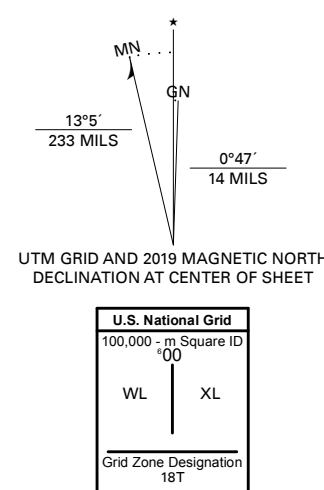 ★
MN
GN
13°5´
233 MILS
0°47´
14 MILS
UTM GRID AND 2019 MAGNETIC NORTH
DECLINATION AT CENTER OF SHEET
U.S. National Grid
100,000 - m Square ID
⁶00
WL XL
Grid Zone Designation
18T